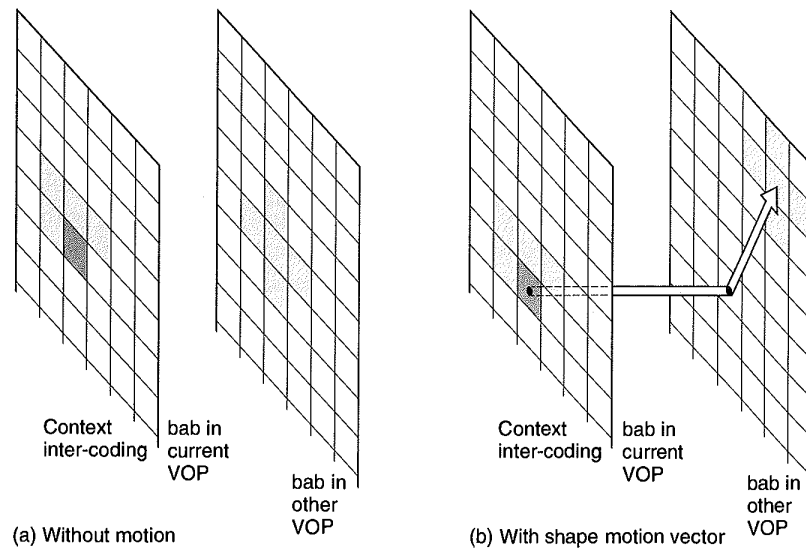 Context
inter-coding
bab in
current
VOP
bab in
other
VOP
(a) Without motion
Context
inter-coding
bab in
current
VOP
bab in
other
VOP
(b) With shape motion vector